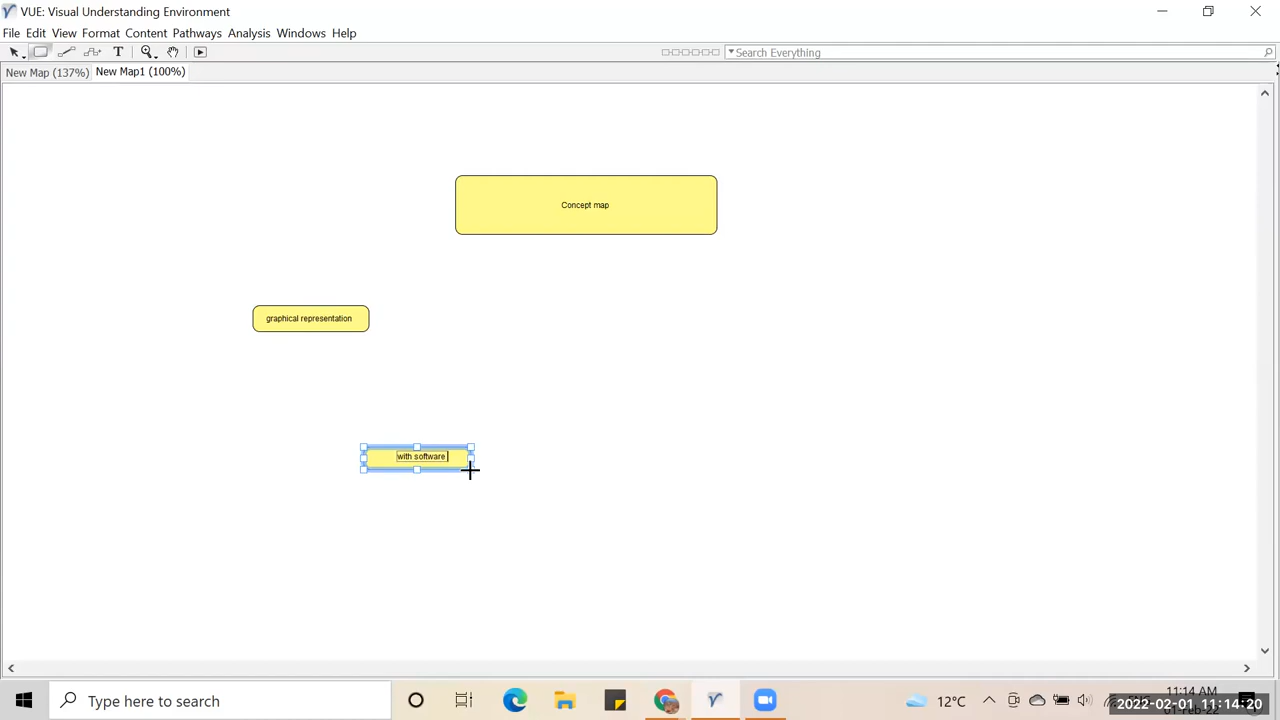 VUE: Visual Understanding Environment
File Edit View Format Content Pathways Analysis Windows Help
T
Search Everything
New Map (137%) New Map1 (100%)
Concept map
graphical representation
with software
Type here to search
12°C
11:14 AM
2022-02-01 11:14:20